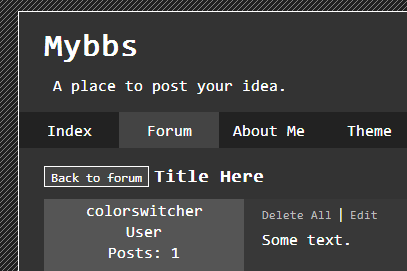 Mybbs
A place to post your idea.
Index Forum About Me Theme
Back to forum Title Here
colorswitcher
User
Posts: 1
Delete All | Edit
Some text.